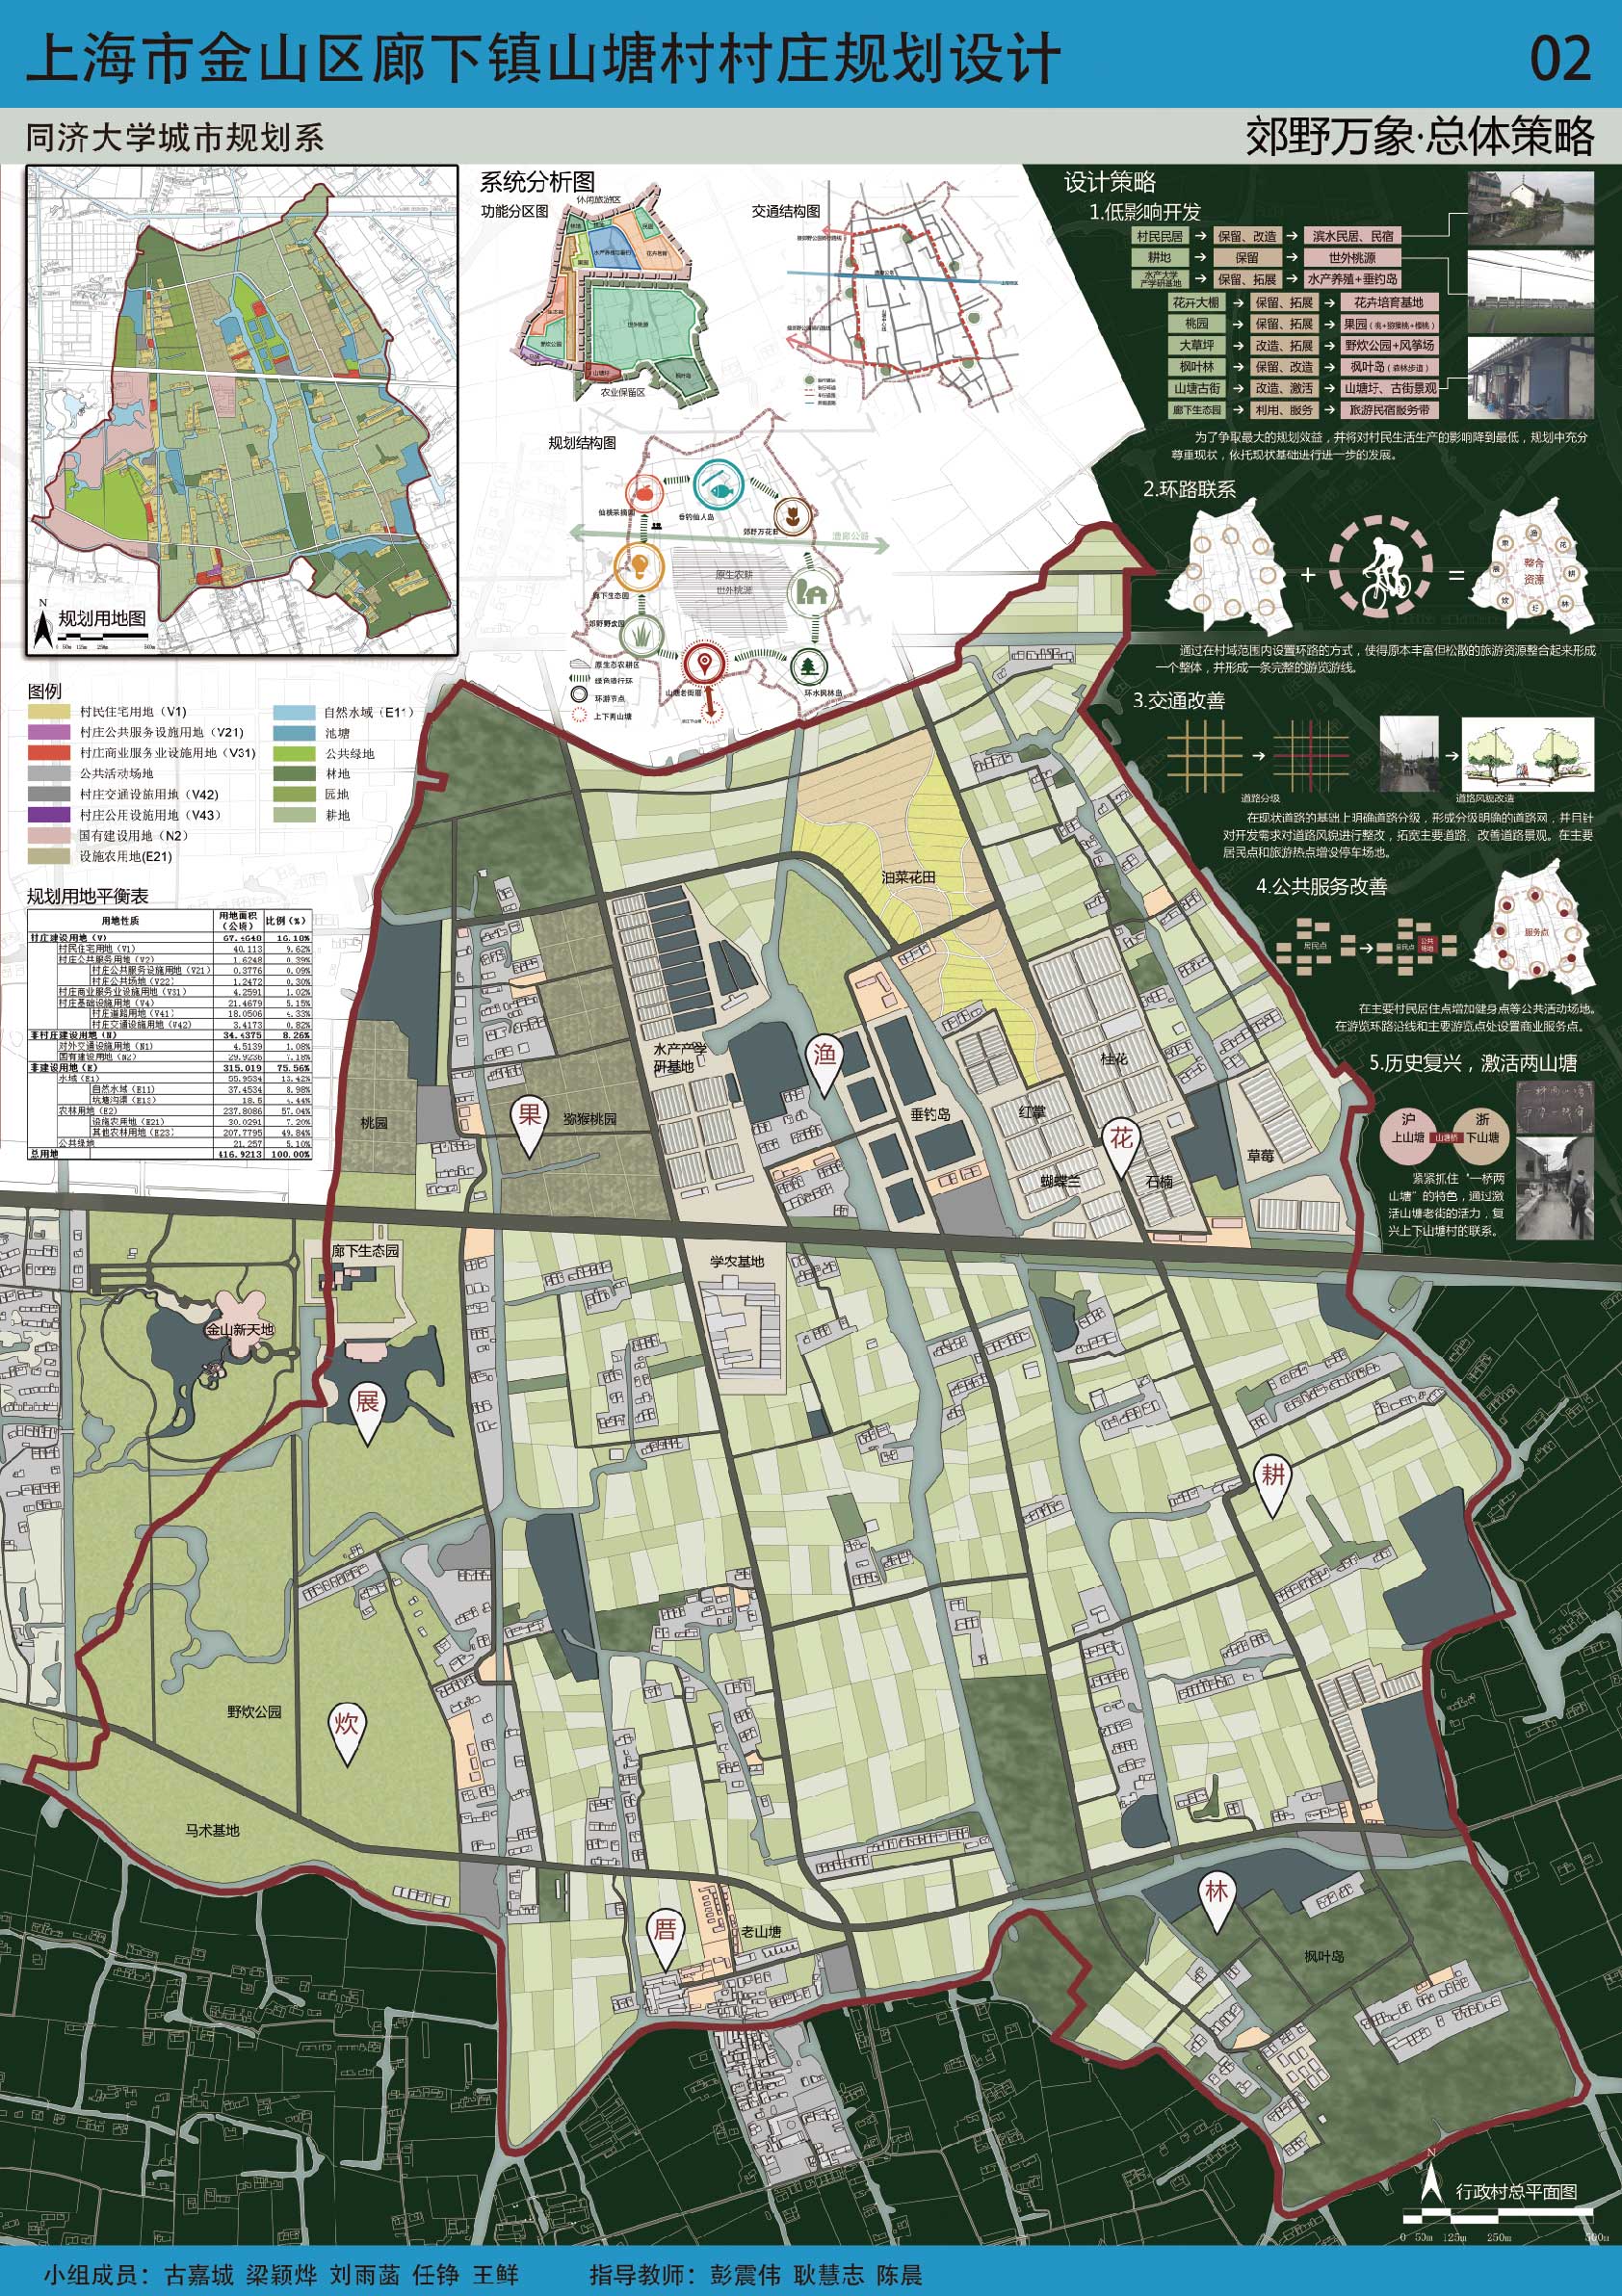 上海市金山区廊下镇山塘村村庄规划设计
02
同济大学城市规划系
郊野万象·总体策略
规划用地图
N
系统分析图
功能分区图
休闲旅游区
世外桃源
野炊公园
山塘圩
枫叶岛
农业保留区
交通结构图
规划结构图
仙桃采摘园
垂钓仙人岛
郊野万花谷
漕廊公路
廊下生态园
原生农耕
世外桃源
郊野野炊园
山塘老街圩
环水枫林岛
原生态农耕区
绿色骑行环
环游节点
上下两山塘
设计策略
1.低影响开发
村民民居 → 保留、改造 → 滨水民居、民宿
耕地 → 保留 → 世外桃源
水产大学产学研基地 → 保留、拓展 → 水产养殖+垂钓岛
花卉大棚 → 保留、拓展 → 花卉培育基地
桃园 → 保留、拓展 → 果园（桃+猕猴桃+樱桃）
大草坪 → 改造、拓展 → 野炊公园+风筝场
枫叶林 → 保留、改造 → 枫叶岛（森林步道）
山塘古街 → 改造、激活 → 山塘圩、古街景观
廊下生态园 → 利用、服务 → 旅游民宿服务带
为了争取最大的规划效益，并将对村民生活生产的影响降到最低，规划中充分
尊重现状，依托现状基础进行进一步的发展。
2.环路联系
+
=
渔
果
花
展
整合
资源
耕
炊
圩
林
通过在村域范围内设置环路的方式，使得原本丰富但松散的旅游资源整合起来形成
一个整体，并形成一条完整的游览游线。
3.交通改善
道路分级
道路风貌改造
在现状道路的基础上明确道路分级，形成分级明确的道路网，并且针
对开发需求对道路风貌进行整改，拓宽主要道路、改善道路景观。在主要
居民点和旅游热点增设停车场地。
4.公共服务改善
居民点
居民点
公共
场地
服务点
在主要村民居住点增加健身点等公共活动场地。
在游览环路沿线和主要游览点处设置商业服务点。
5.历史复兴，激活两山塘
沪
上山塘
山塘桥
浙
下山塘
紧紧抓住“一桥两
山塘”的特色，通过激
活山塘老街的活力，复
兴上下山塘村的联系。
图例
村民住宅用地（V1)
村庄公共服务设施用地（V21)
村庄商业服务业设施用地（V31)
公共活动场地
村庄交通设施用地（V42)
村庄公用设施用地（V43)
国有建设用地（N2)
设施农用地(E21)
自然水域（E11)
池塘
公共绿地
林地
园地
耕地
规划用地平衡表
用地性质 用地面积（公顷） 比例（%）
村庄建设用地（V） 67.4648 16.18%
村民住宅用地（V1） 40.113 9.62%
村庄公共服务用地（V2） 1.6248 0.39%
村庄公共服务设施用地（V21） 0.3776 0.09%
村庄公共场地（V22） 1.2472 0.30%
村庄商业服务业设施用地（V31） 4.2591 1.02%
村庄基础设施用地（V4） 21.4679 5.15%
村庄道路用地（V41） 18.0506 4.33%
村庄交通设施用地（V42） 3.4173 0.82%
非村庄建设用地（N） 34.4375 8.26%
对外交通设施用地（N1） 4.5139 1.08%
国有建设用地（N2） 29.9236 7.18%
非建设用地（E） 315.019 75.56%
水域（E1） 55.9534 13.42%
自然水域（E11） 37.4534 8.98%
坑塘沟渠（E13） 18.5 4.44%
农林用地（E2） 237.8086 57.04%
设施农用地（E21） 30.0291 7.20%
其他农林用地（E23） 207.7795 49.84%
公共绿地 21.257 5.10%
总用地 416.9213 100.00%
油菜花田
水产产学
研基地
渔
桂花
果
猕猴桃园
桃园
垂钓岛
红掌
花
蝴蝶兰
石楠
草莓
廊下生态园
学农基地
金山新天地
展
耕
野炊公园
炊
马术基地
林
厝
老山塘
枫叶岛
N
行政村总平面图
0 50m 125m 250m 500m
小组成员：古嘉城 梁颖烨 刘雨菡 任铮 王鲜
指导教师：彭震伟 耿慧志 陈晨